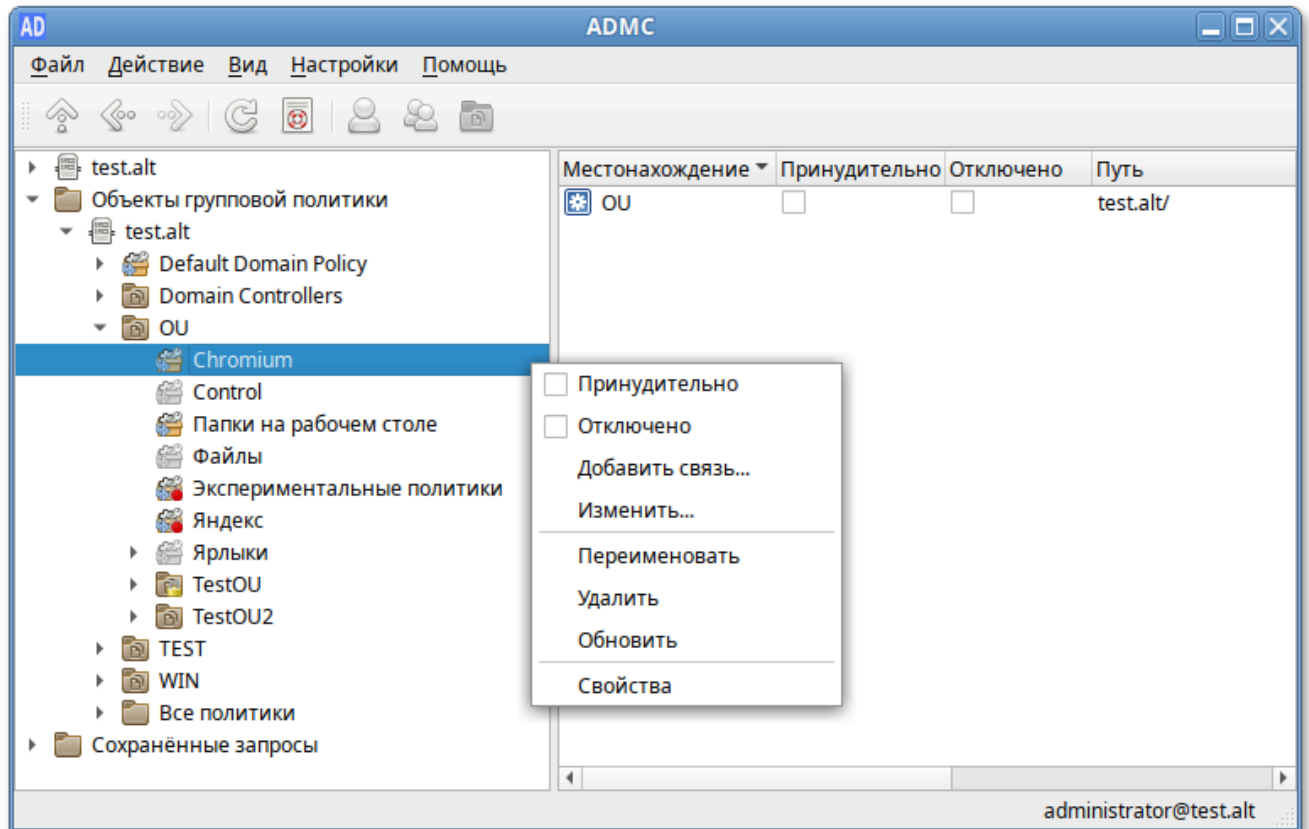 AD ADMC
Файл Действие Вид Настройки Помощь
test.alt
Объекты групповой политики
test.alt
Default Domain Policy
Domain Controllers
OU
Chromium
Control
Папки на рабочем столе
Файлы
Экспериментальные политики
Яндекс
Ярлыки
TestOU
TestOU2
TEST
WIN
Все политики
Сохранённые запросы
Местонахождение Принудительно Отключено Путь
OU test.alt/
Принудительно
Отключено
Добавить связь...
Изменить...
Переименовать
Удалить
Обновить
Свойства
administrator@test.alt